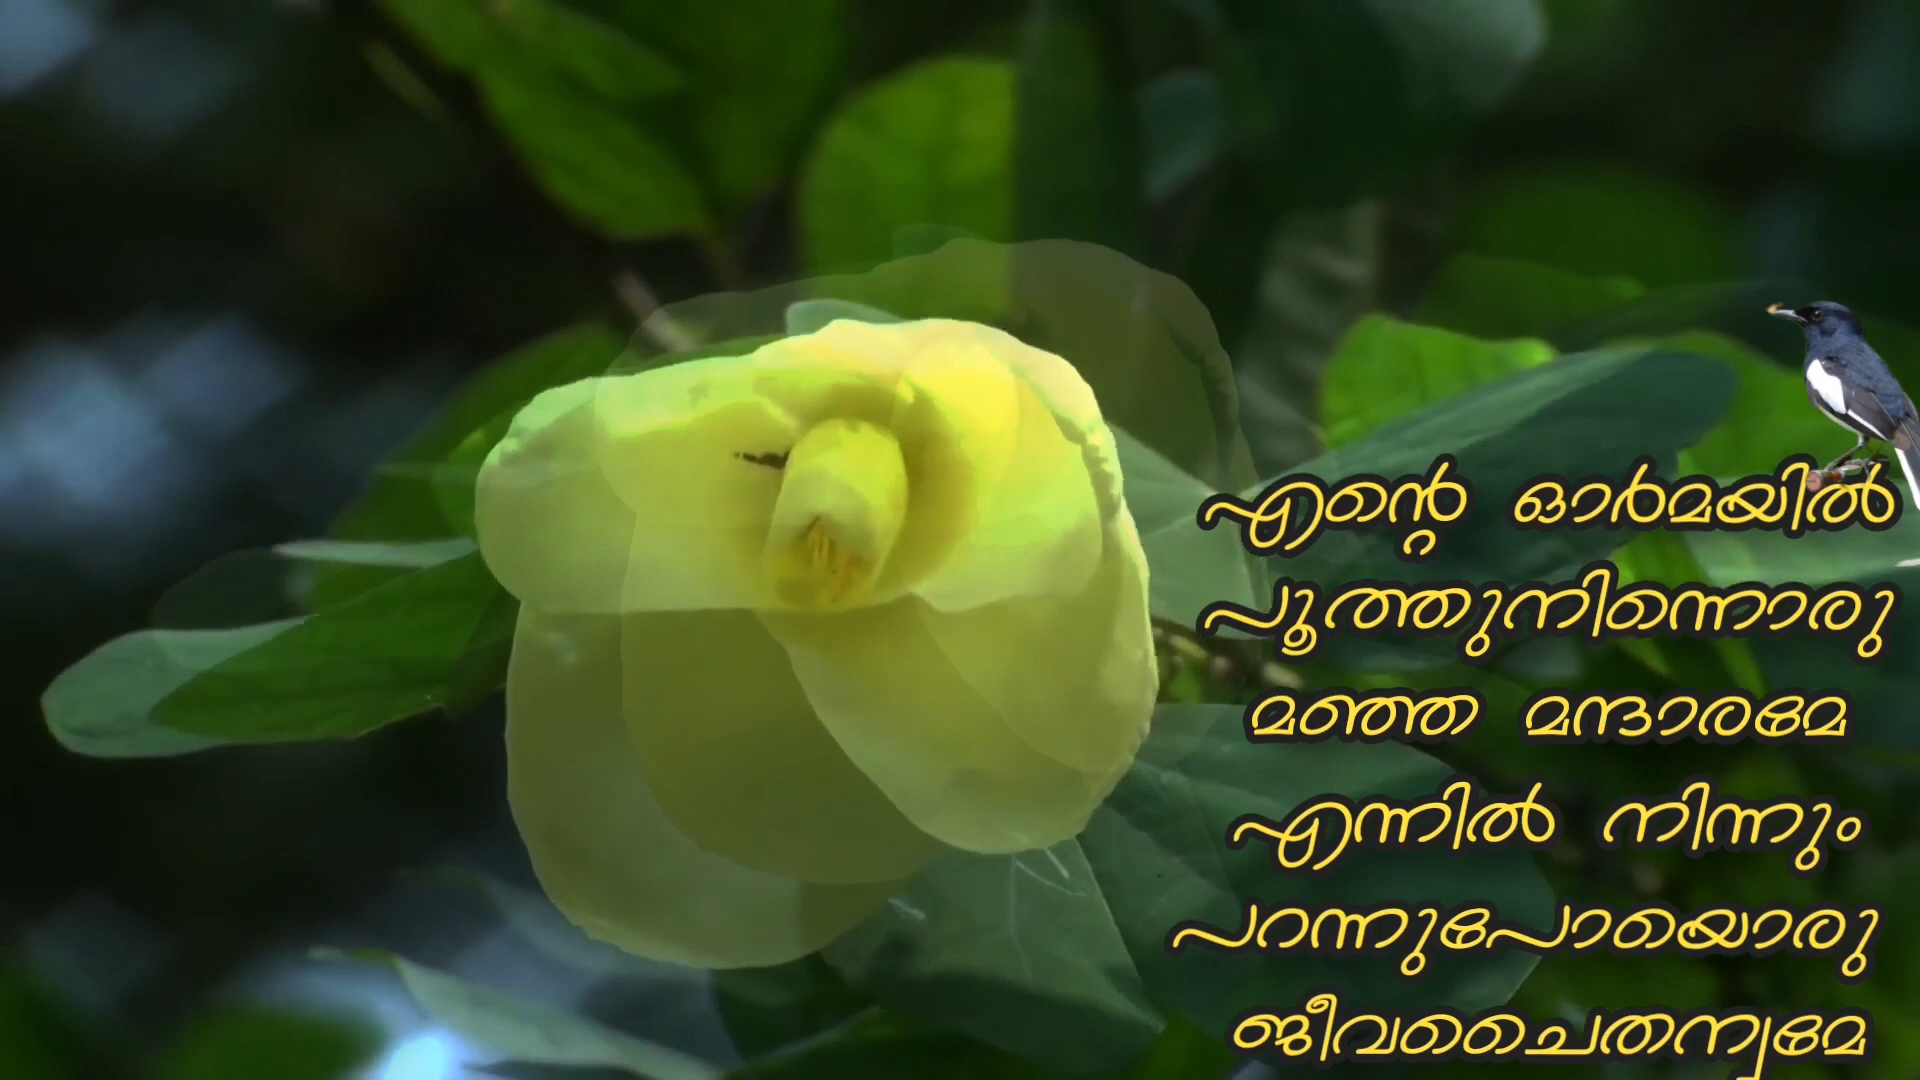 എന്റെ ഓർമയിൽ
പൂത്തുനിന്നൊരു
മഞ്ഞ മന്ദാരമേ
എന്നിൽ നിന്നും
പറന്നുപോയൊരു
ജീവചൈതന്യമേ